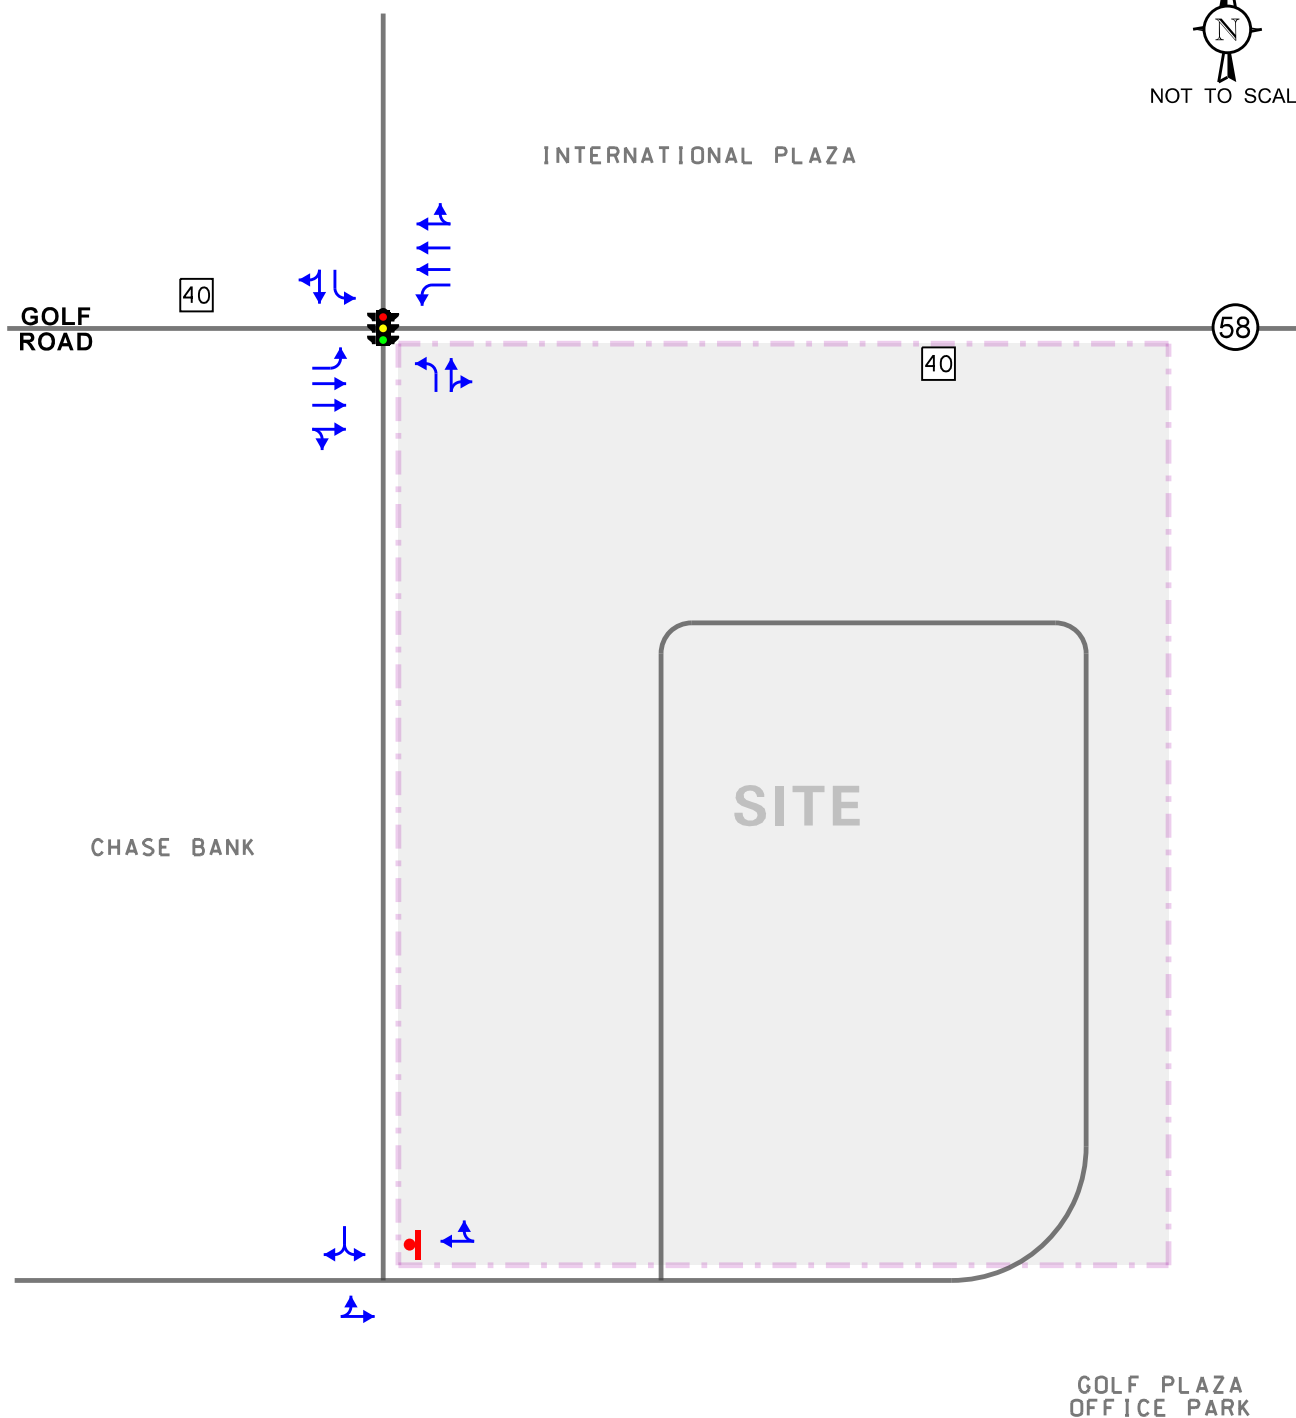 N
NOT TO SCAL
INTERNATIONAL PLAZA
40
GOLF
ROAD
58
40
SITE
CHASE BANK
GOLF PLAZA
OFFICE PARK